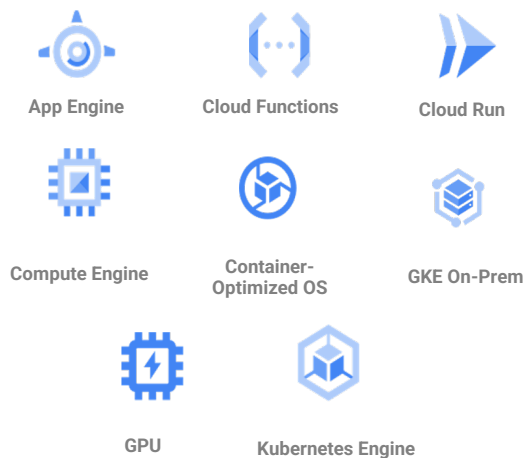 App Engine
Cloud Functions
Cloud Run
Compute Engine
Container-
Optimized OS
GKE On-Prem
GPU
Kubernetes Engine